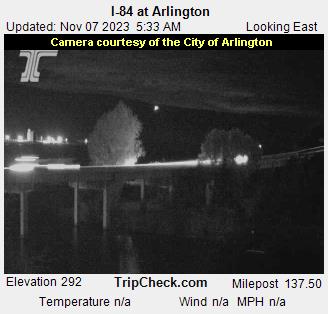 I-84 at Arlington
Updated: Nov 07 2023 5:33 AM Looking East
Camera courtesy of the City of Arlington
Elevation 292 TripCheck.com Milepost 137.50
Temperature n/a Wind n/a MPH n/a